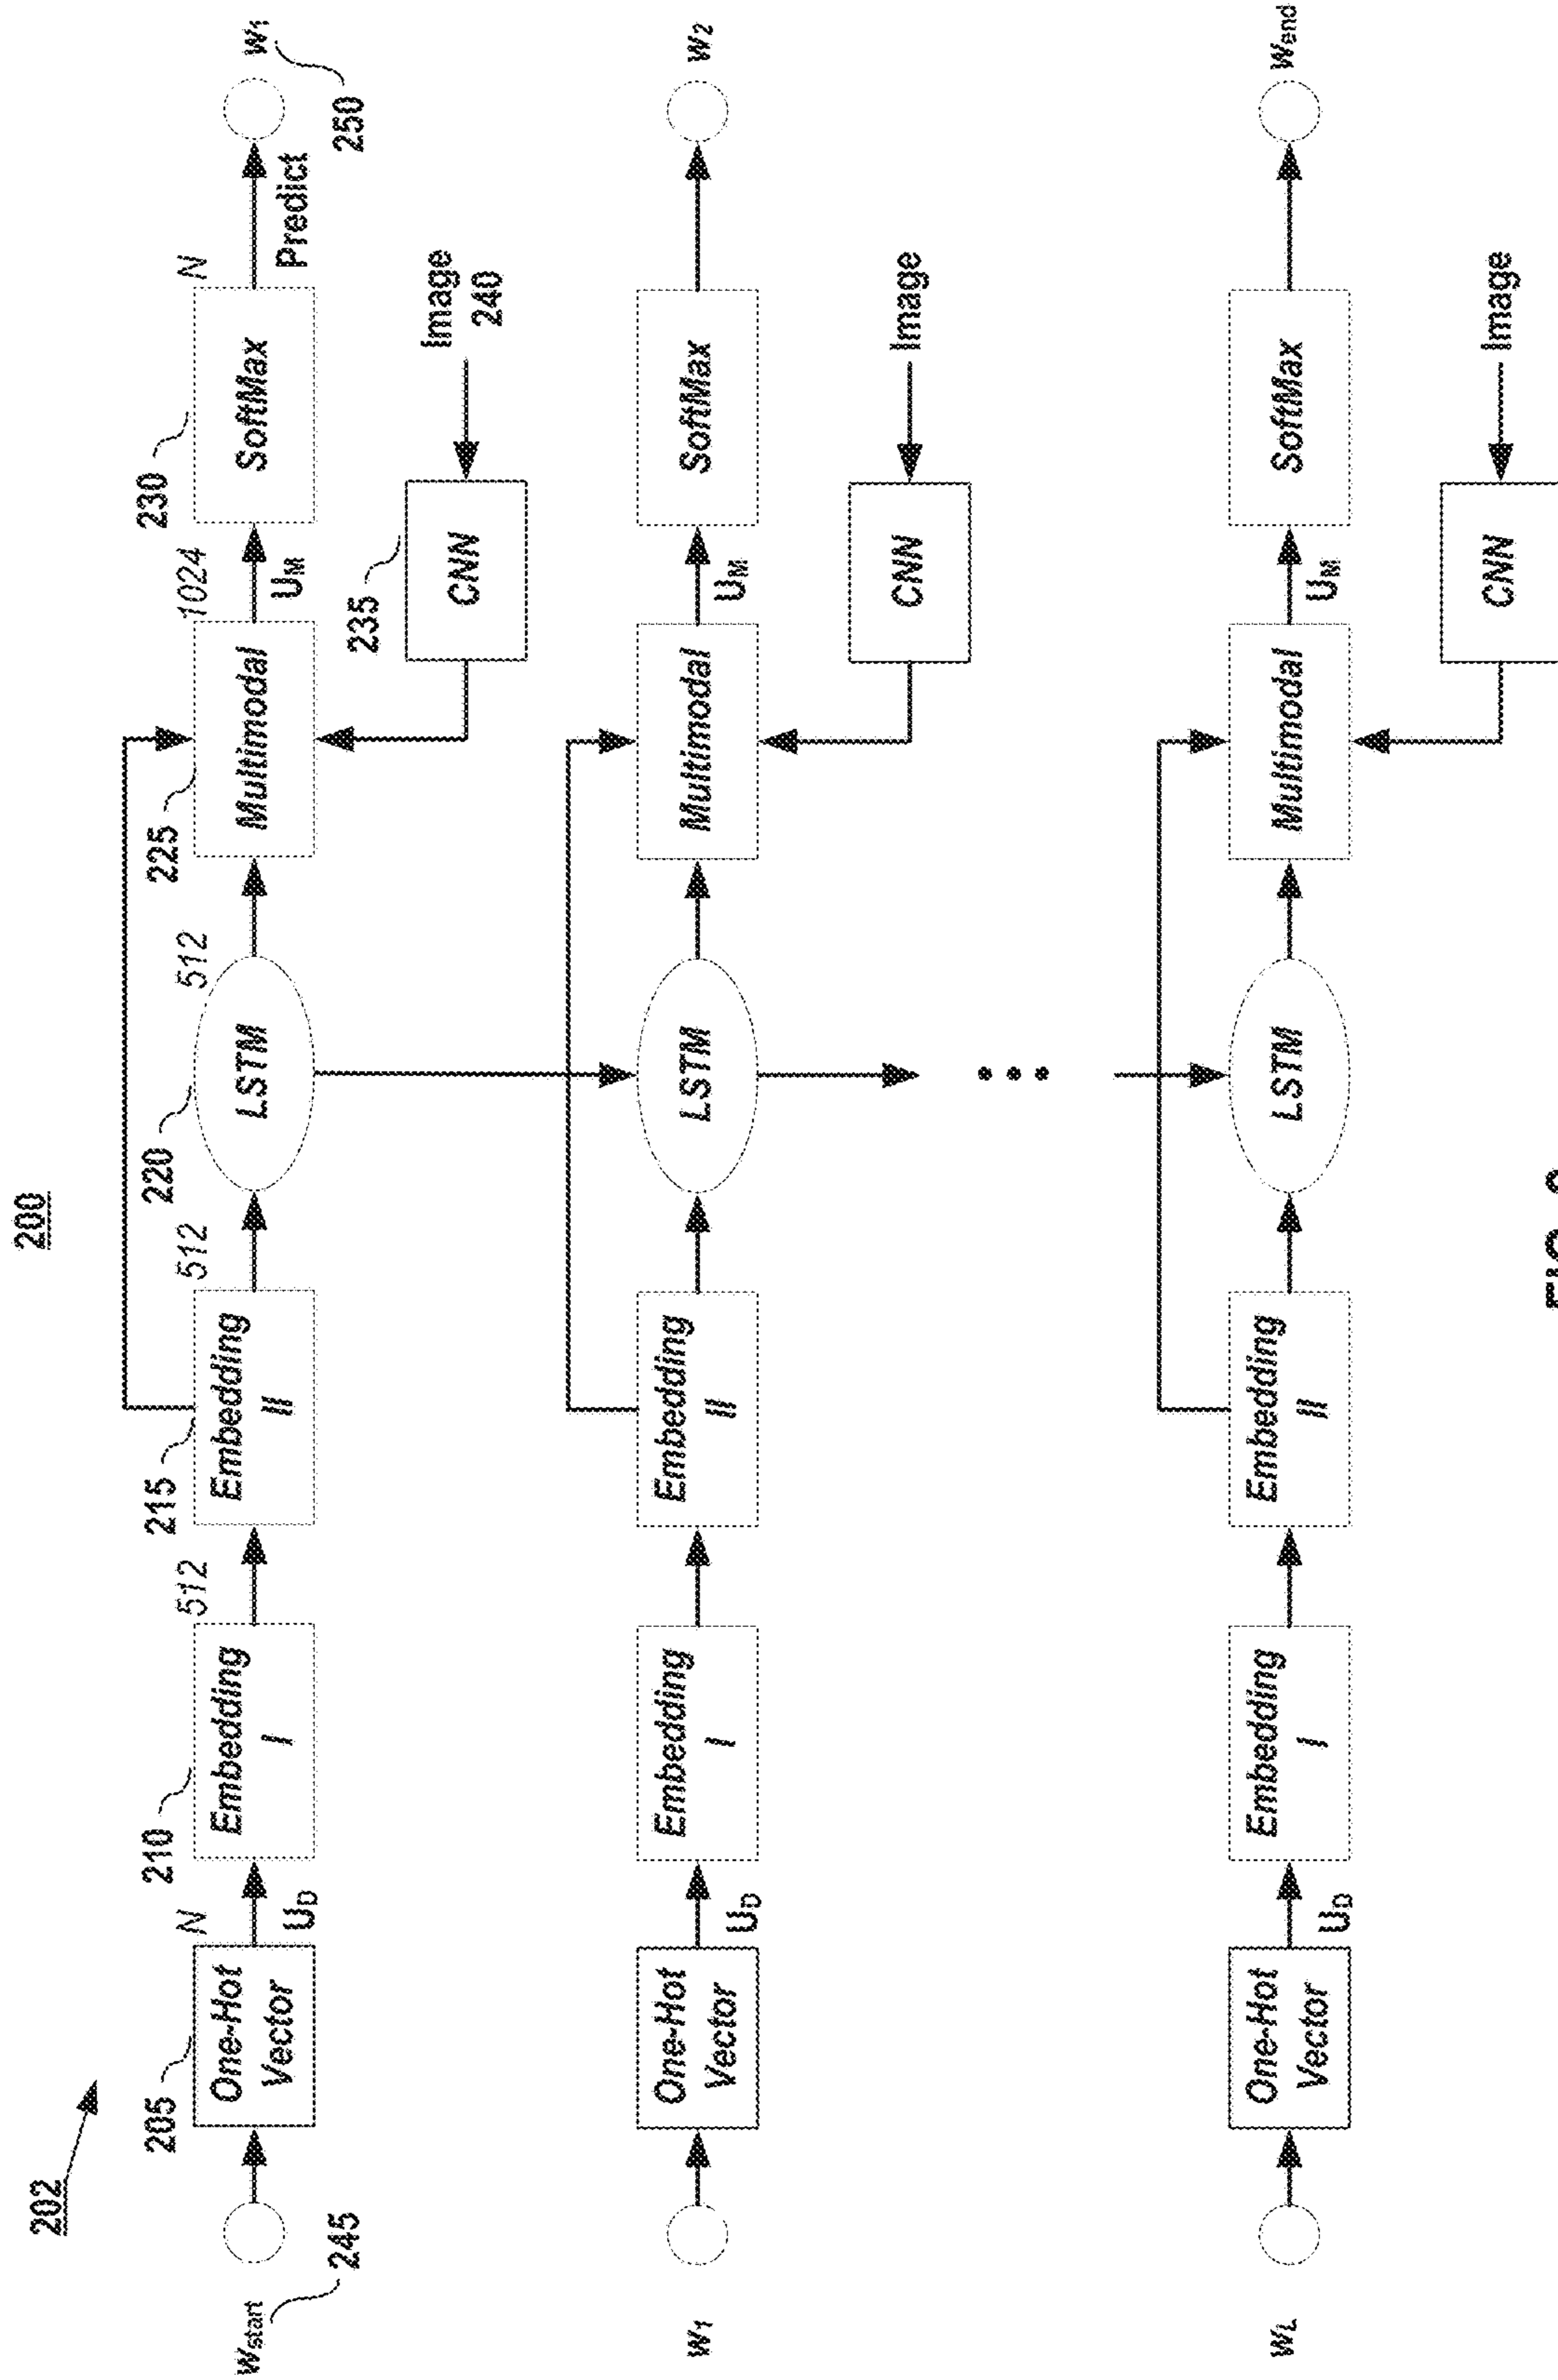 200
202
205
N
210
512
215
512
220
512
225
1024
230
N
wstart
One-Hot
Vector
UD
Embedding
I
Embedding
II
LSTM
Multimodal
UM
SoftMax
Predict
w1
245
250
235
CNN
Image
240
w1
One-Hot
Vector
UD
Embedding
I
Embedding
II
LSTM
Multimodal
UM
SoftMax
w2
CNN
Image
wL
One-Hot
Vector
UD
Embedding
I
Embedding
II
LSTM
Multimodal
UM
SoftMax
wend
CNN
Image